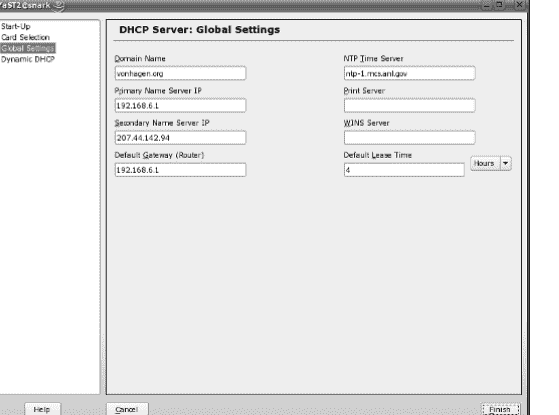 YaST2@snark
Start-Up
Card Selection
Global Settings
Dynamic DHCP
DHCP Server: Global Settings
Domain Name
vonhagen.org
NTP Time Server
ntp-1.mcs.anl.gov
Primary Name Server IP
192.168.6.1
Print Server
Secondary Name Server IP
207.44.142.94
WINS Server
Default Gateway (Router)
192.168.6.1
Default Lease Time
4
Hours
Help
Cancel
Finish